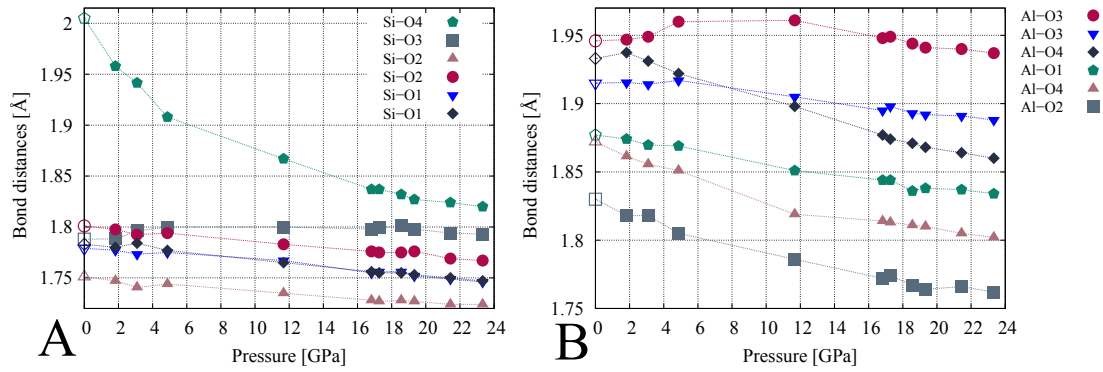 Si−O4
Si−O3
Si−O2
Si−O2
Si−O1
Si−O1
2
1.95
1.9
1.85
1.8
1.75
Bond distances [Å]
0 2 4 6 8 10 12 14 16 18 20 22 24
Pressure [GPa]
A
Al−O3
Al−O3
Al−O4
Al−O1
Al−O4
Al−O2
1.95
1.9
1.85
1.8
1.75
Bond distances [Å]
0 2 4 6 8 10 12 14 16 18 20 22 24
Pressure [GPa]
B